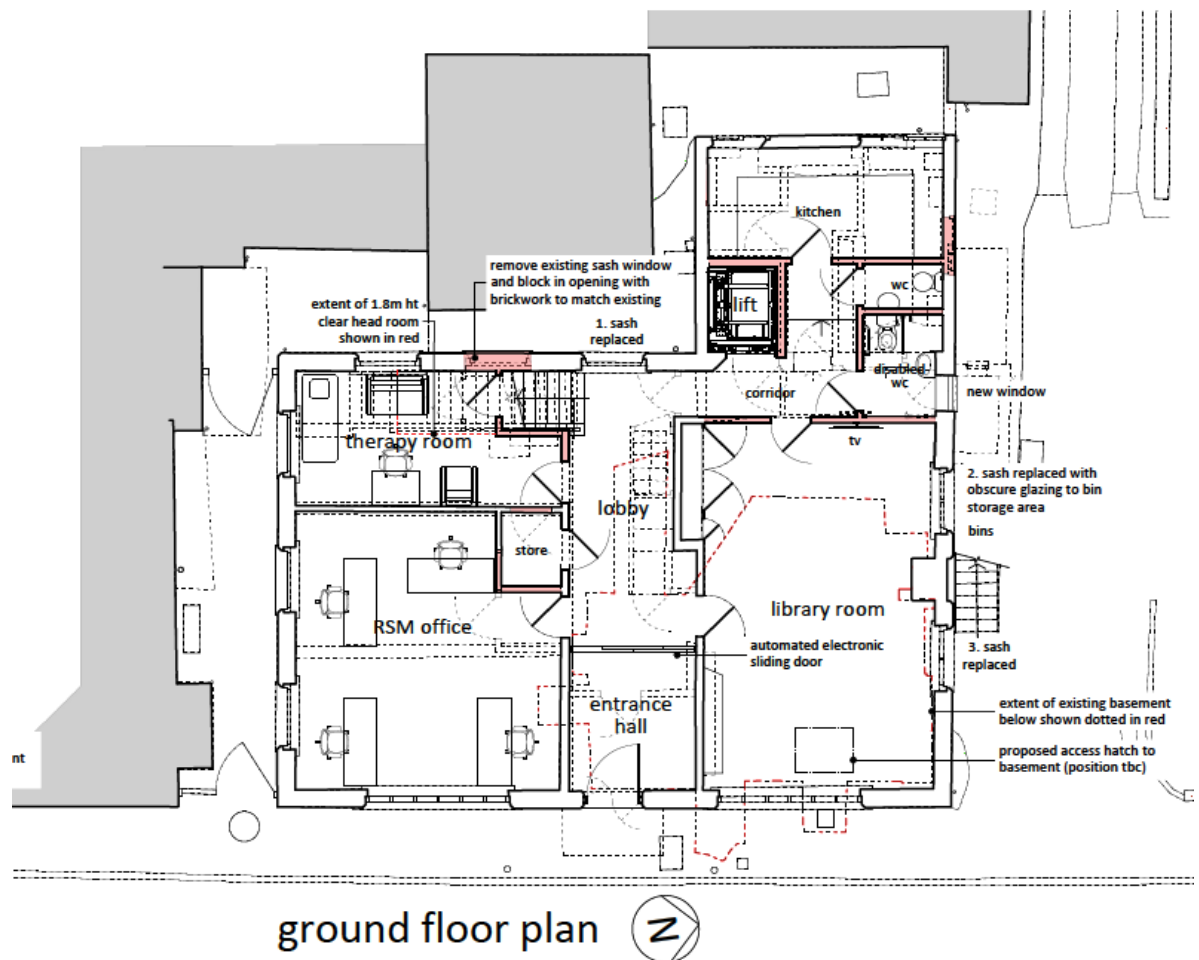 kitchen
remove existing sash window
and block in opening with
brickwork to match existing
extent of 1.8m ht
clear head room
shown in red
1. sash
replaced
lift
wc
disabled
wc
new window
corridor
therapy room
tv
2. sash replaced with
obscure glazing to bin
storage area
bins
lobby
store
library room
RSM office
automated electronic
sliding door
3. sash
replaced
entrance
hall
extent of existing basement
below shown dotted in red
proposed access hatch to
basement (position tbc)
nt
ground floor plan
N